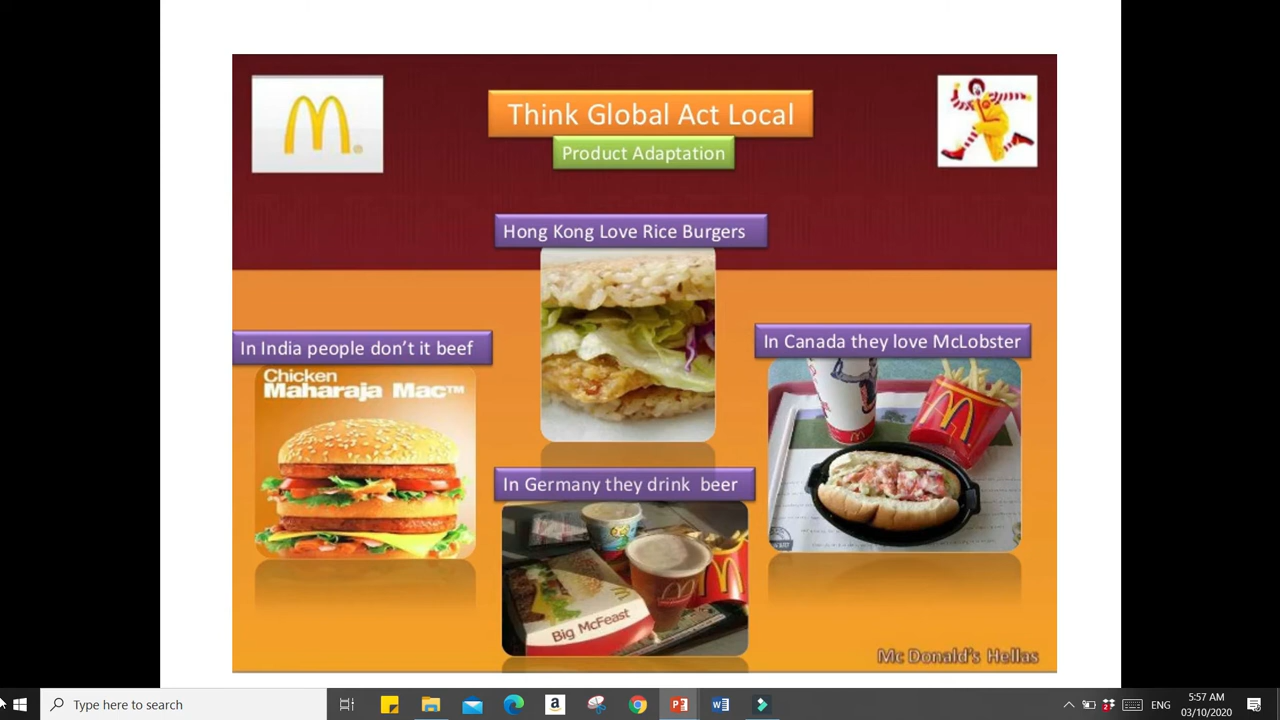 Think Global Act Local
Product Adaptation
Hong Kong Love Rice Burgers
In India people don't it beef
In Canada they love McLobster
Chicken
Maharaja Mac™
In Germany they drink beer
Big McFeast
Mc Donald's Hellas
Type here to search
ENG
5:57 AM
03/10/2020